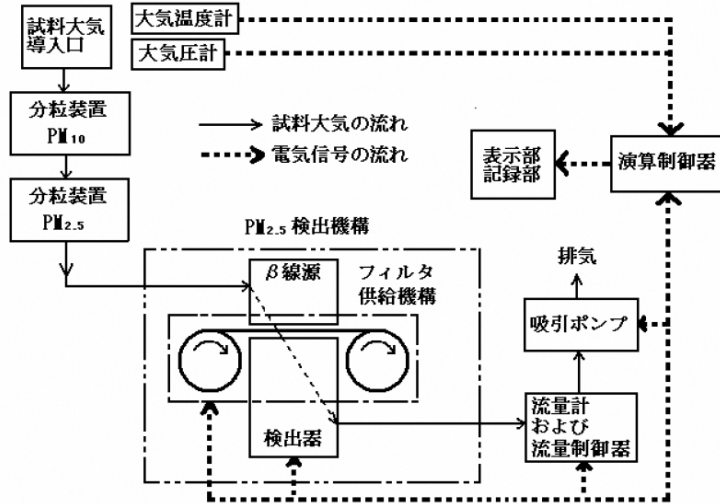 試料大気
導入口
大気温度計
大気圧計
分粒装置
PM₁₀
試料大気の流れ
電気信号の流れ
表示部
記録部
演算制御器
分粒装置
PM₂.₅
PM₂.₅検出機構
β線源
フィルタ
供給機構
排気
吸引ポンプ
検出器
流量計
および
流量制御器